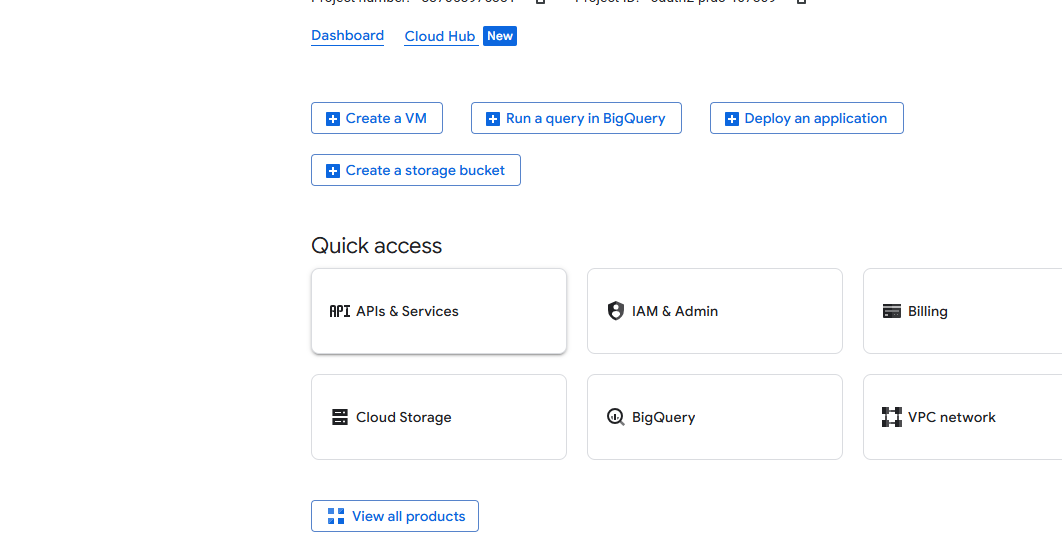 Dashboard Cloud Hub New
Create a VM Run a query in BigQuery Deploy an application
Create a storage bucket
Quick access
API APIs & Services IAM & Admin Billing
Cloud Storage BigQuery VPC network
View all products